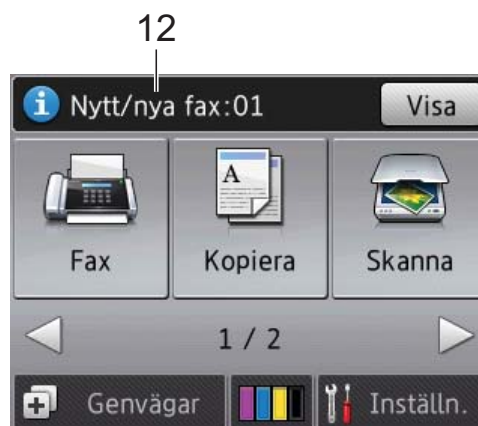 12
Nytt/nya fax:01 Visa
A
Fax Kopiera Skanna
1 / 2
Genvägar Inställn.